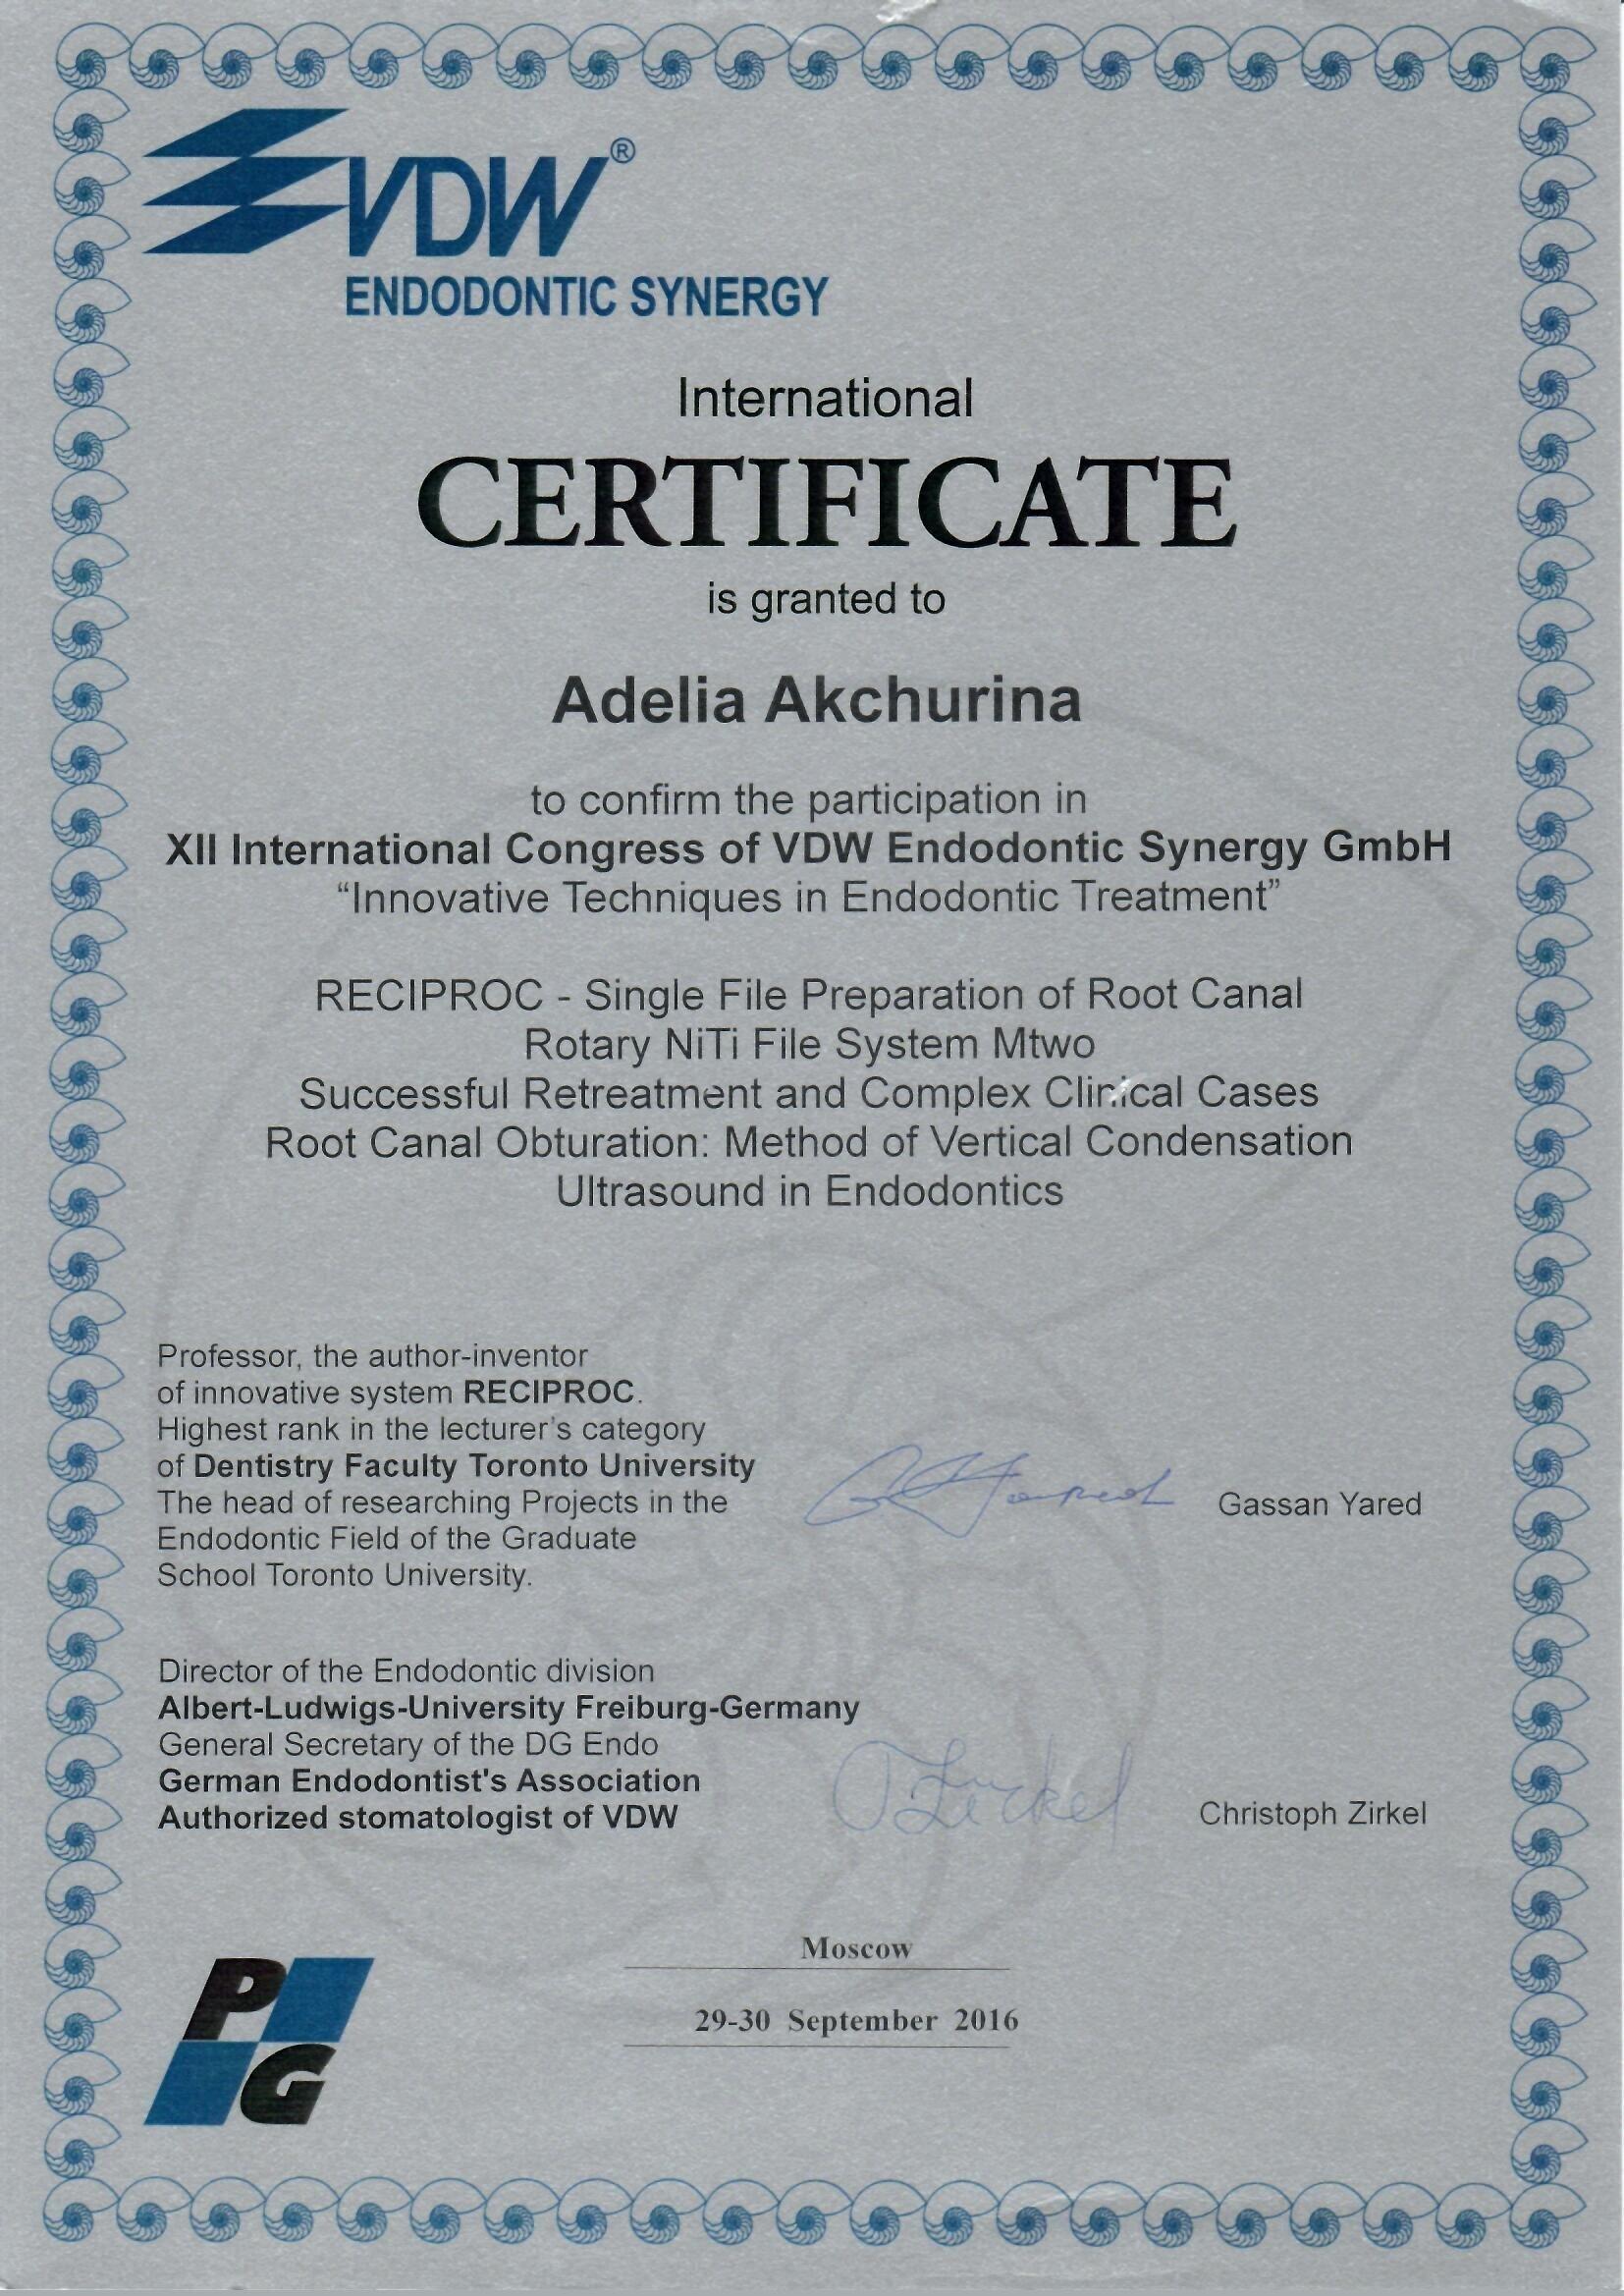 VDW®
ENDODONTIC SYNERGY
International
CERTIFICATE
is granted to
Adelia Akchurina
to confirm the participation in
XII International Congress of VDW Endodontic Synergy GmbH
“Innovative Techniques in Endodontic Treatment”
RECIPROC - Single File Preparation of Root Canal
Rotary NiTi File System Mtwo
Successful Retreatment and Complex Clinical Cases
Root Canal Obturation: Method of Vertical Condensation
Ultrasound in Endodontics
Professor, the author-inventor
of innovative system RECIPROC.
Highest rank in the lecturer's category
of Dentistry Faculty Toronto University
The head of researching Projects in the
Endodontic Field of the Graduate
School Toronto University.
Gassan Yared
Director of the Endodontic division
Albert-Ludwigs-University Freiburg-Germany
General Secretary of the DG Endo
German Endodontist's Association
Authorized stomatologist of VDW
Zirkel
Christoph Zirkel
Moscow
29-30 September 2016
P
G